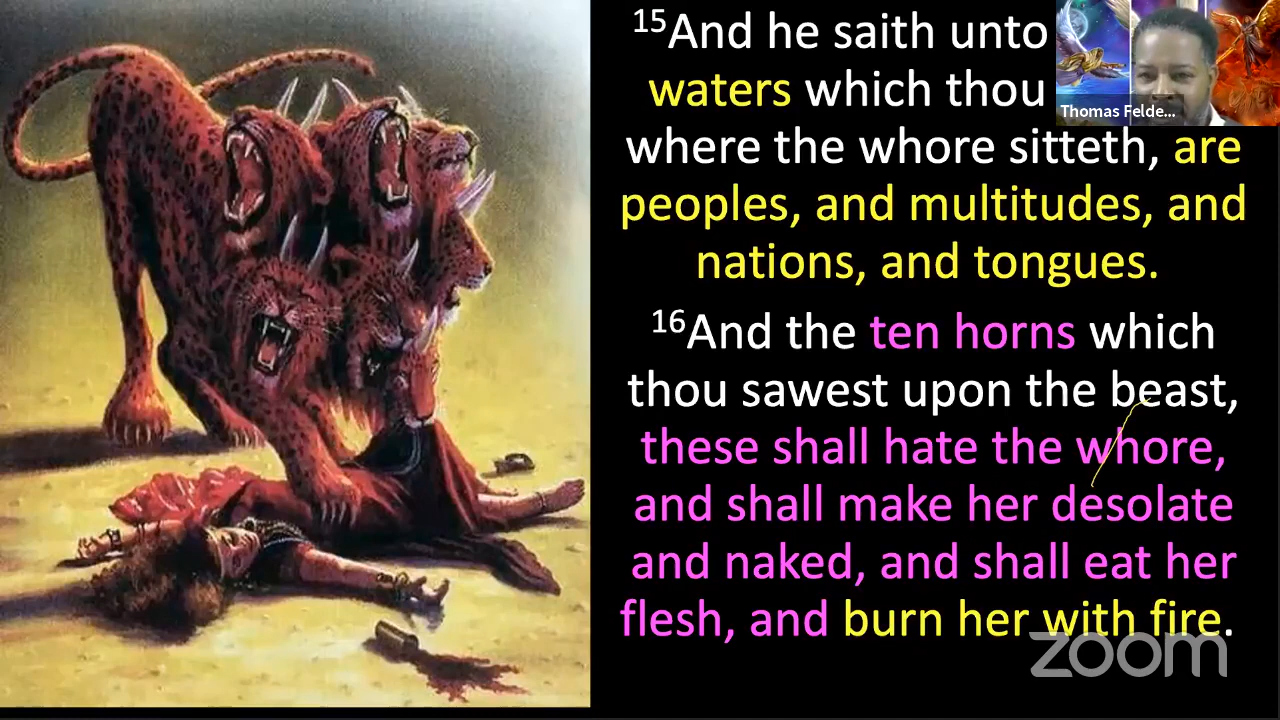 15And he saith unto
waters which thou
where the whore sitteth, are
peoples, and multitudes, and
nations, and tongues.
16And the ten horns which
thou sawest upon the beast,
these shall hate the whore,
and shall make her desolate
and naked, and shall eat her
flesh, and burn her with fire.
Thomas Felde...
zoom